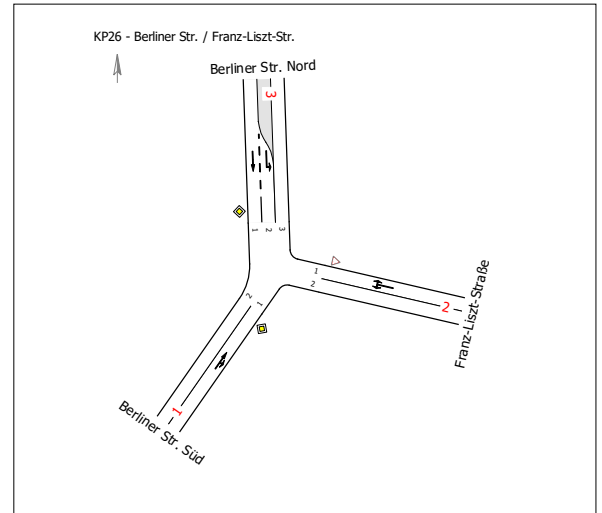 KP26 - Berliner Str. / Franz-Liszt-Str.
Berliner Str. Nord
3
1
2
3
1
2
2
Franz-Liszt-Straße
2
1
1
Berliner Str. Süd